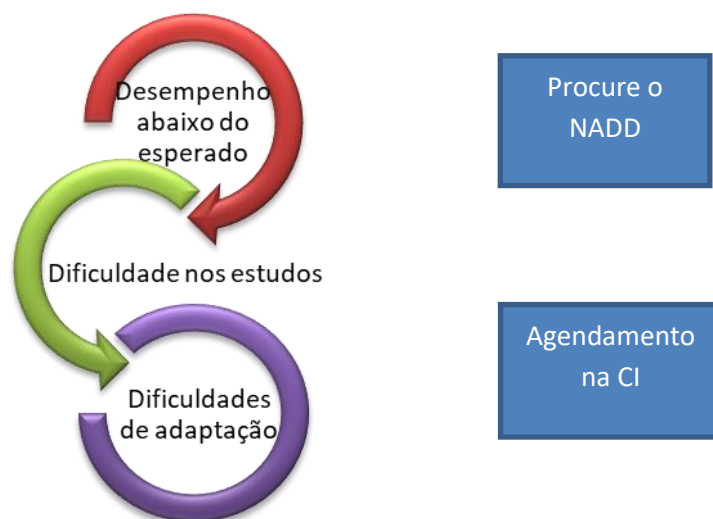 Desempenho
abaixo do
esperado
Dificuldade nos estudos
Dificuldades
de adaptação
Procure o
NADD
Agendamento
na CI